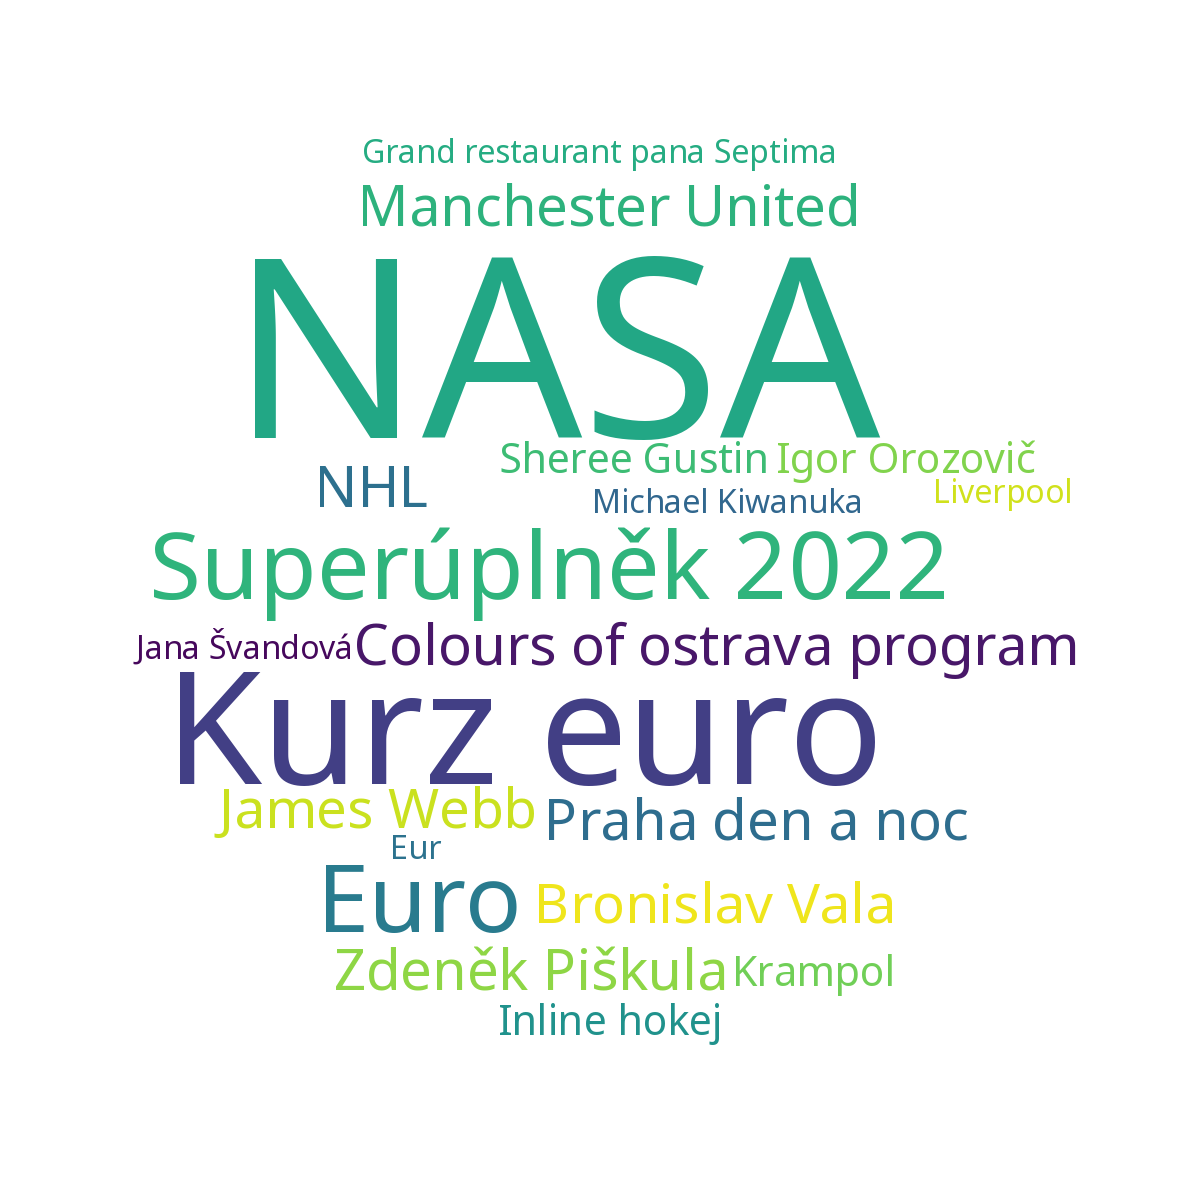 Grand restaurant pana Septima
Manchester United
NASA
Sheree Gustin
Igor Orozovič
NHL
Michael Kiwanuka
Liverpool
Superúplněk 2022
Jana Švandová
Colours of ostrava program
Kurz euro
James Webb
Praha den a noc
Eur
Euro
Bronislav Vala
Zdeněk Piškula
Krampol
Inline hokej